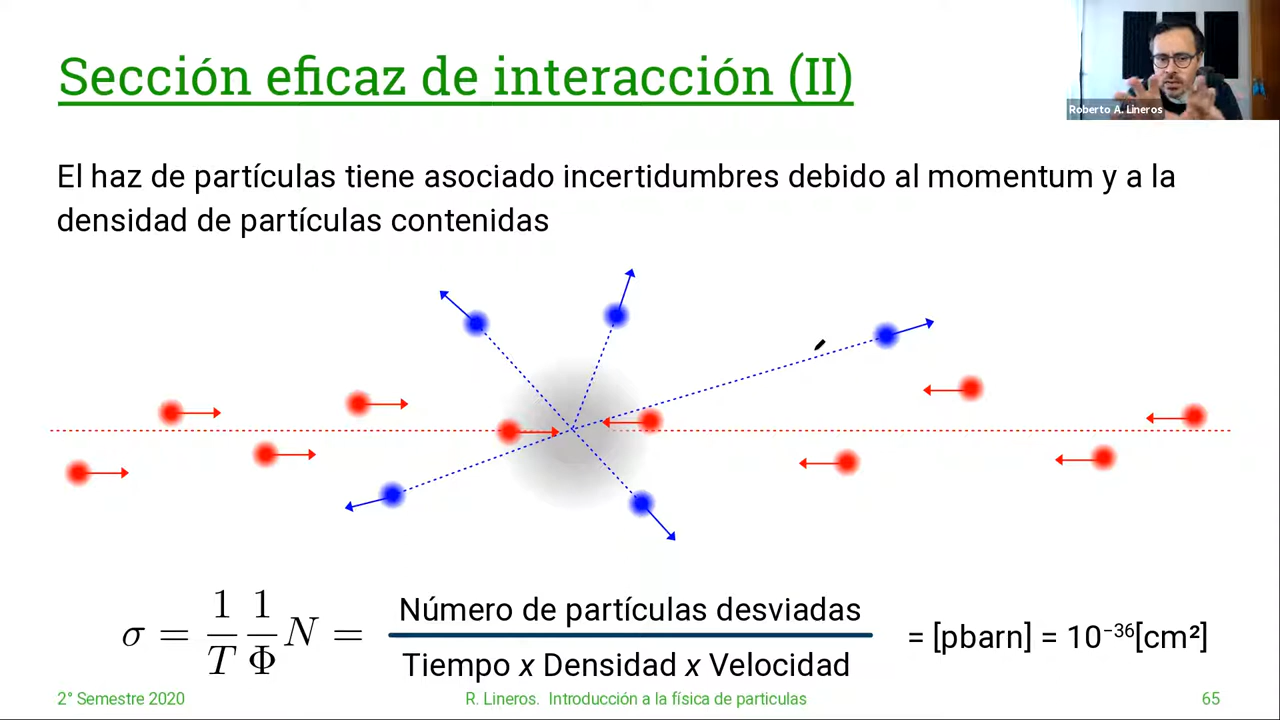 Sección eficaz de interacción (II)
Roberto A. Lineros
El haz de partículas tiene asociado incertidumbres debido al momentum y a la
densidad de partículas contenidas
σ = 1/T 1/Φ N = Número de partículas desviadas / Tiempo x Densidad x Velocidad = [pbarn] = 10⁻³⁶[cm²]
2° Semestre 2020
R. Lineros. Introducción a la física de particulas
65